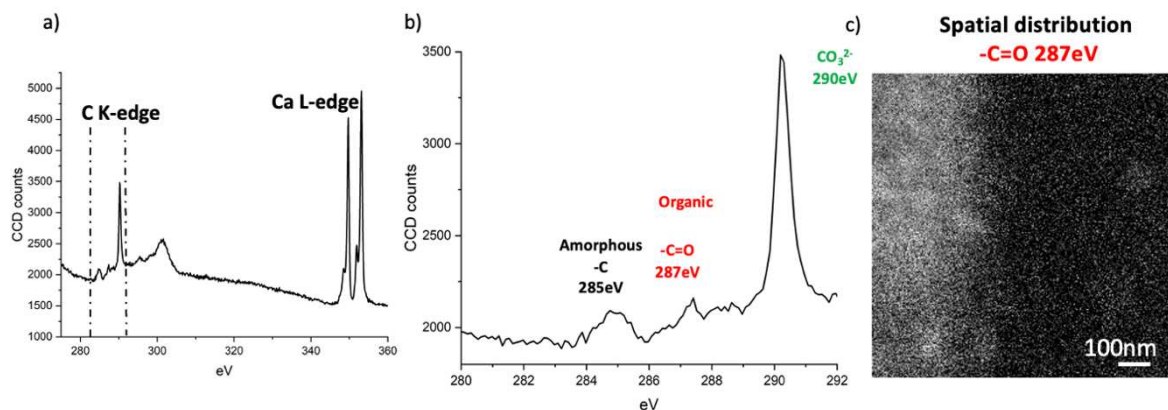 a)
C K-edge
Ca L-edge
5000
4500
4000
3500
3000
2500
2000
1500
1000
CCD counts
280 300 320 340 360
eV
b)
3500
3000
2500
2000
CCD counts
Amorphous
-C
285eV
Organic
-C=O
287eV
CO₃²⁻
290eV
280 282 284 286 288 290 292
eV
c)
Spatial distribution
-C=O 287eV
100nm